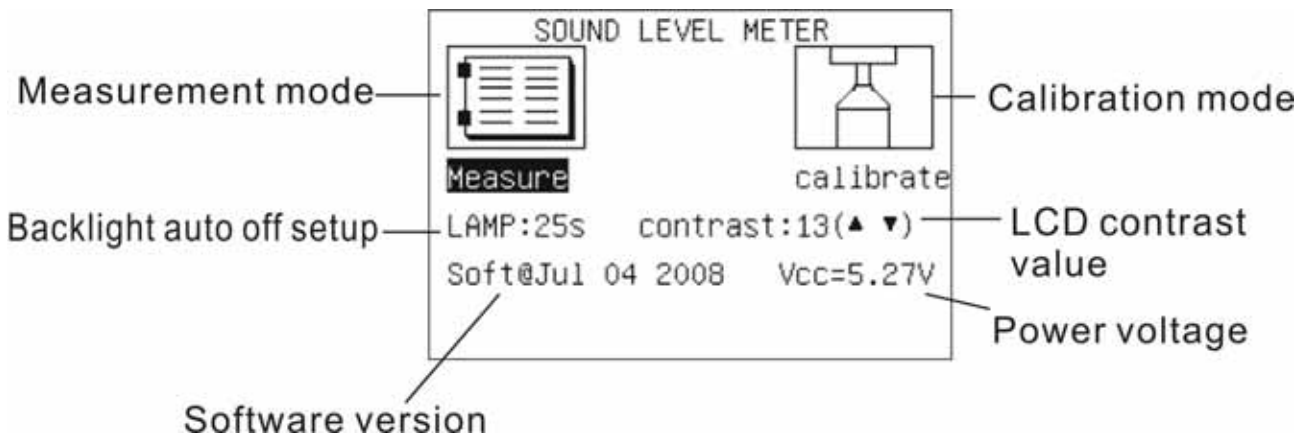 SOUND LEVEL METER
Measurement mode
Calibration mode
Measure
calibrate
Backlight auto off setup
LAMP:25s
contrast:13(▲ ▼)
LCD contrast
value
Soft@Jul 04 2008
Vcc=5.27V
Power voltage
Software version